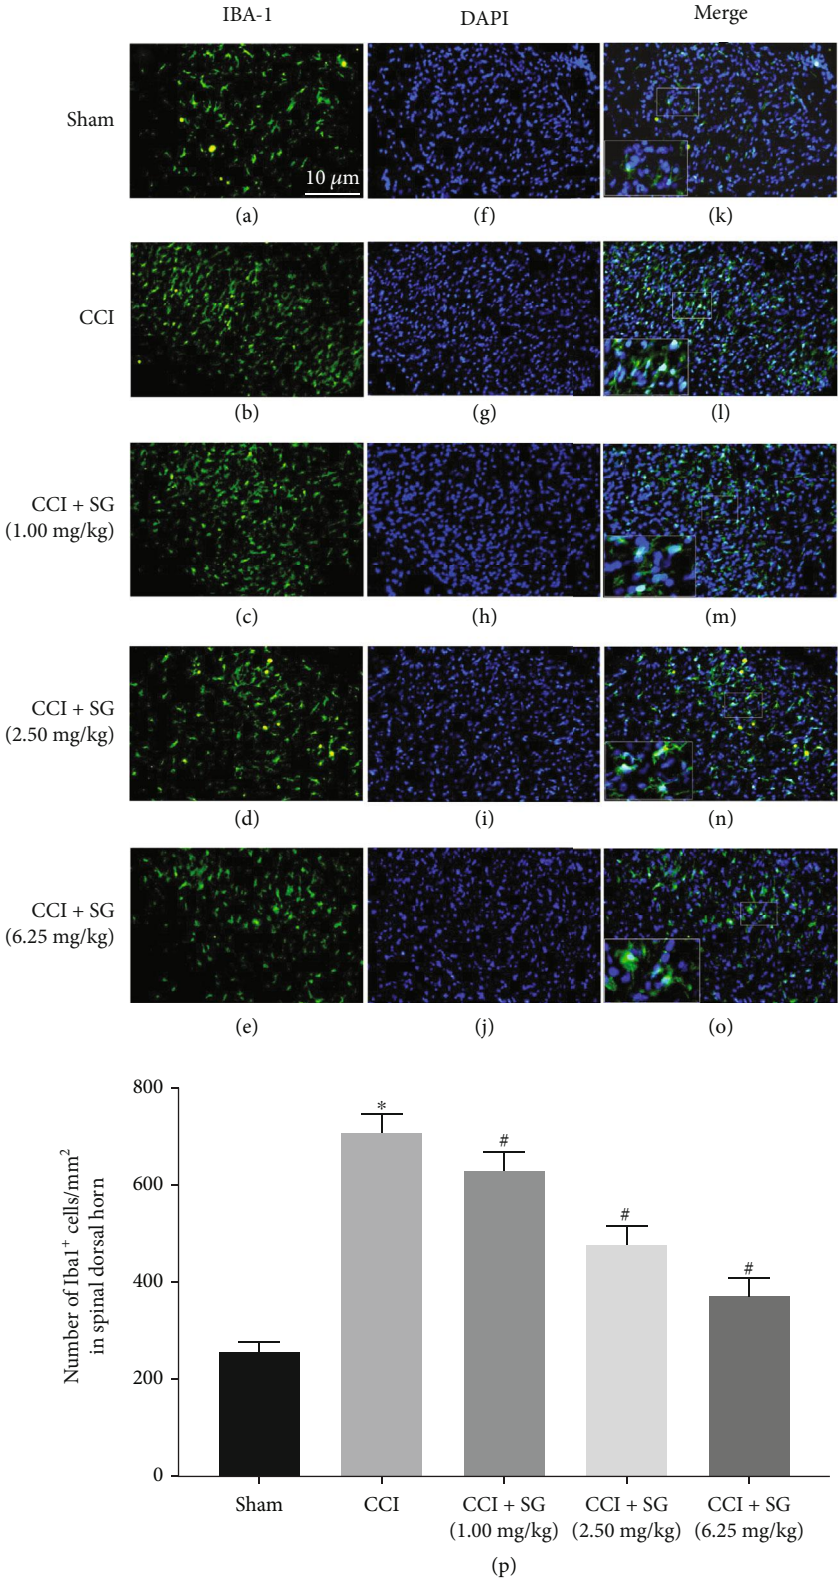 IBA-1 DAPI Merge
Sham
10 μm
(a) (f) (k)
CCI
(b) (g) (l)
CCI + SG
(1.00 mg/kg)
(c) (h) (m)
CCI + SG
(2.50 mg/kg)
(d) (i) (n)
CCI + SG
(6.25 mg/kg)
(e) (j) (o)
800
600
400
200
0
Number of Iba1⁺ cells/mm²
in spinal dorsal horn
*
#
#
#
Sham CCI CCI + SG CCI + SG CCI + SG
(1.00 mg/kg) (2.50 mg/kg) (6.25 mg/kg)
(p)